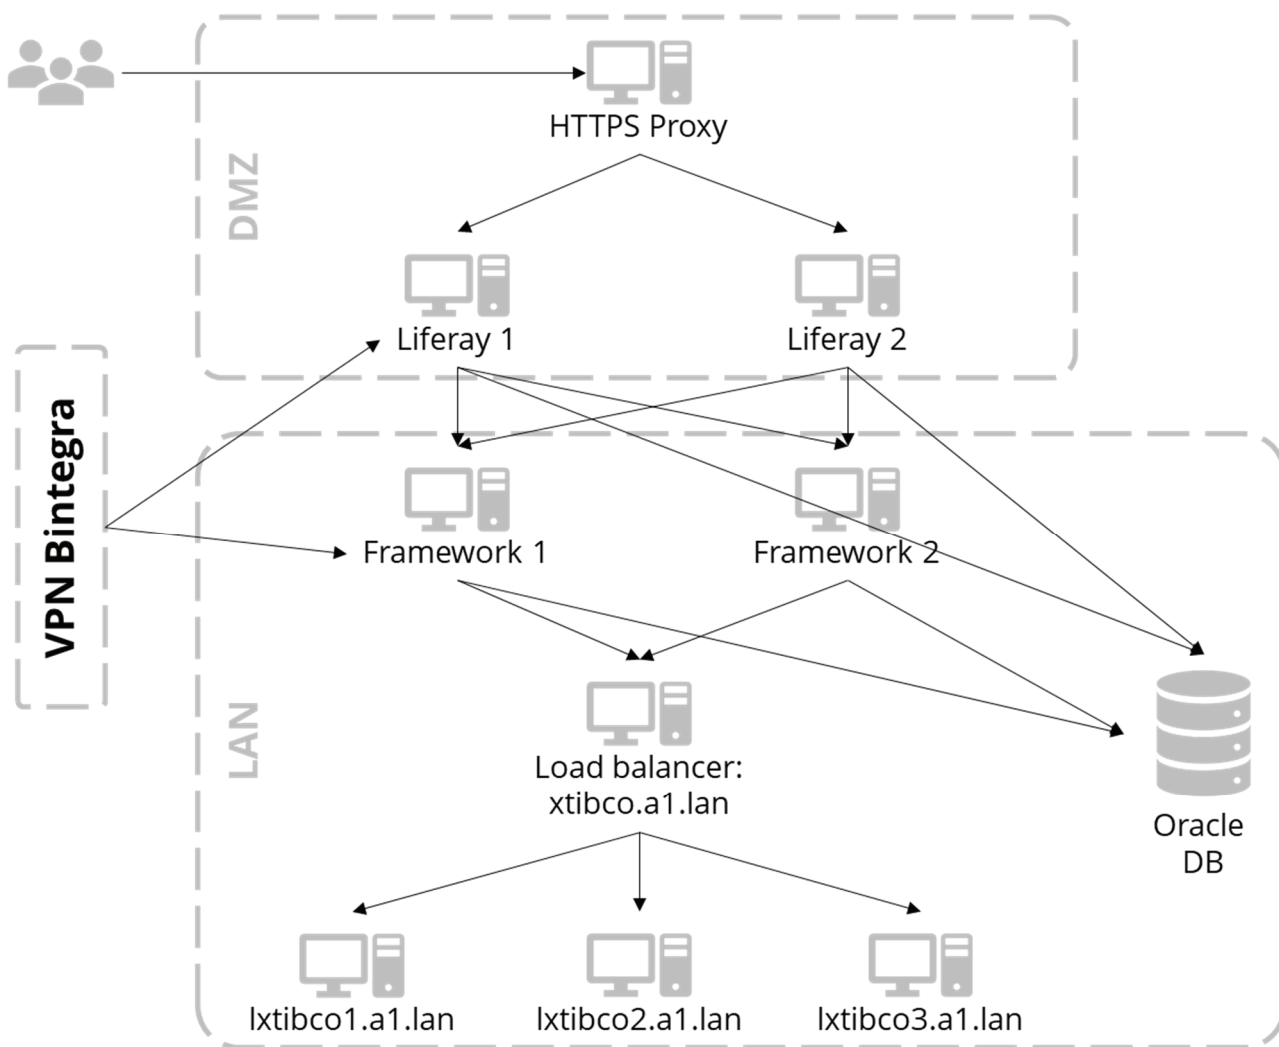 HTTPS Proxy
DMZ
Liferay 1
Liferay 2
VPN Bintegra
Framework 1
Framework 2
LAN
Load balancer:
xtibco.a1.lan
Oracle
DB
lxtibco1.a1.lan
lxtibco2.a1.lan
lxtibco3.a1.lan